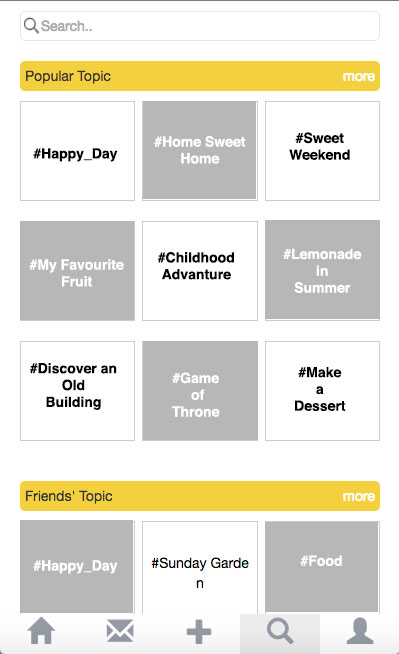 Search..
Popular Topic more
#Happy_Day
#Home Sweet
Home
#Sweet
Weekend
#My Favourite
Fruit
#Childhood
Advanture
#Lemonade
in
Summer
#Discover an
Old
Building
#Game
of
Throne
#Make
a
Dessert
Friends' Topic more
#Happy_Day
#Sunday Garde
n
#Food